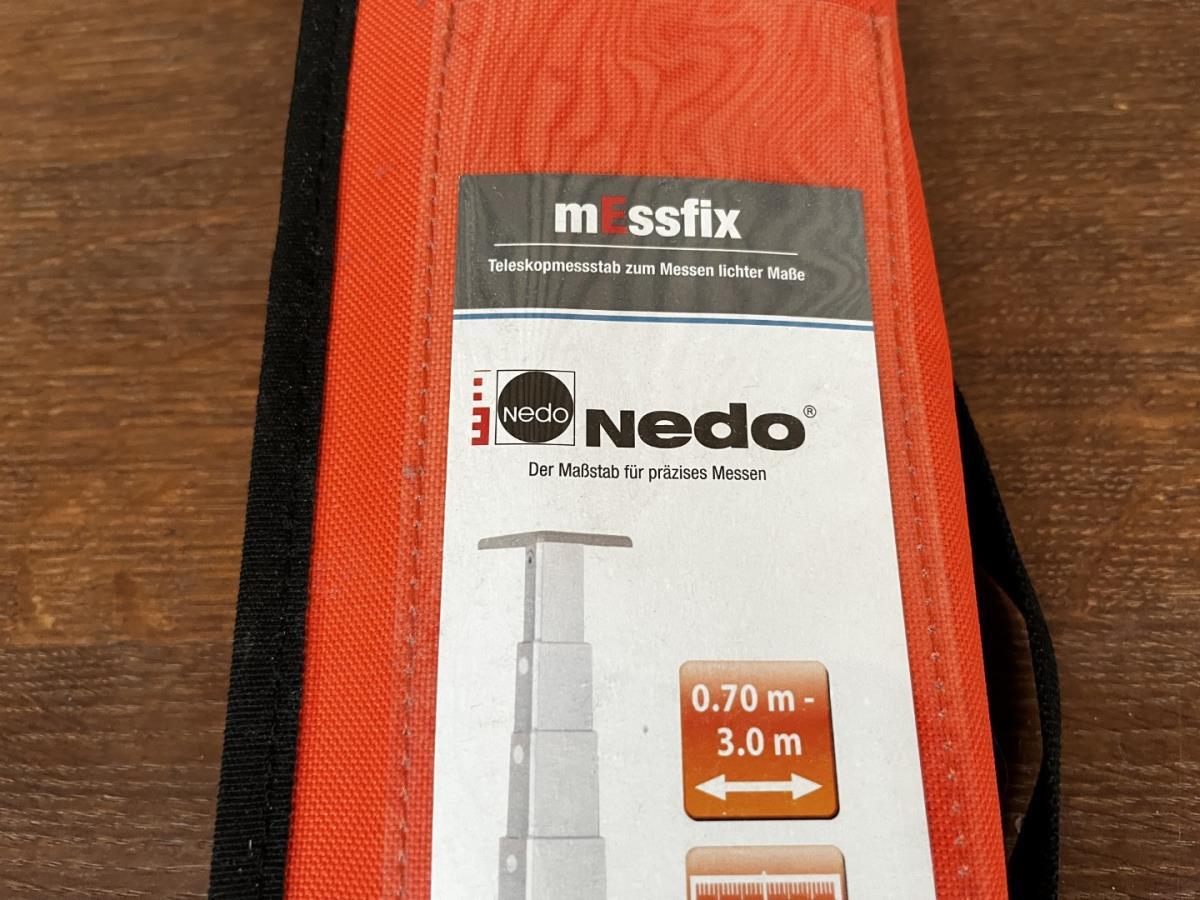 mEssfix
Teleskopmessstab zum Messen lichter Maße
Nedo Nedo®
Der Maßstab für präzises Messen
0.70 m -
3.0 m